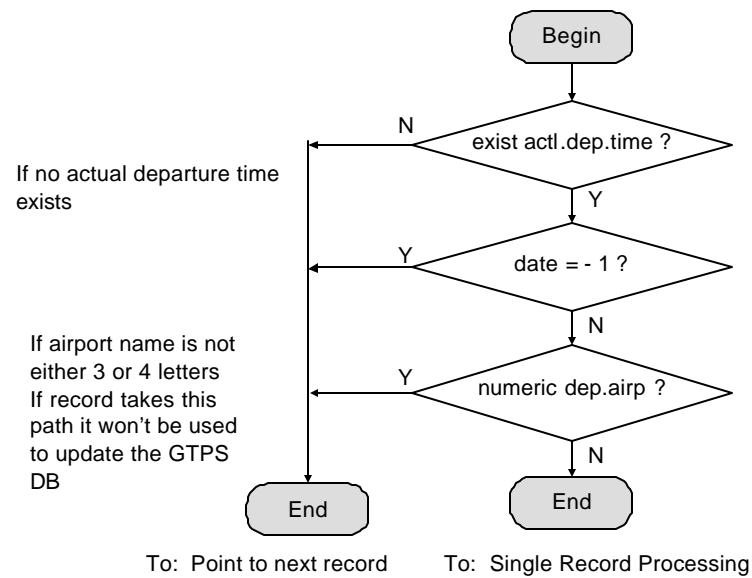 Begin
N
exist actl.dep.time ?
If no actual departure time
exists
Y
Y
date = - 1 ?
N
If airport name is not
either 3 or 4 letters
If record takes this
path it won't be used
to update the GTPS
DB
Y
numeric dep.airp ?
N
End
End
To: Point to next record
To: Single Record Processing